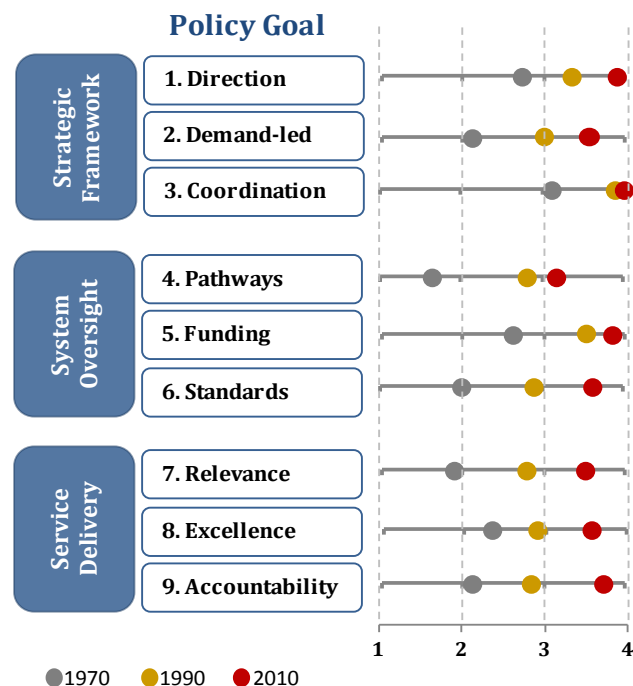 Policy Goal
Strategic
Framework
1. Direction
2. Demand-led
3. Coordination
System
Oversight
4. Pathways
5. Funding
6. Standards
Service
Delivery
7. Relevance
8. Excellence
9. Accountability
1 2 3 4
1970 1990 2010